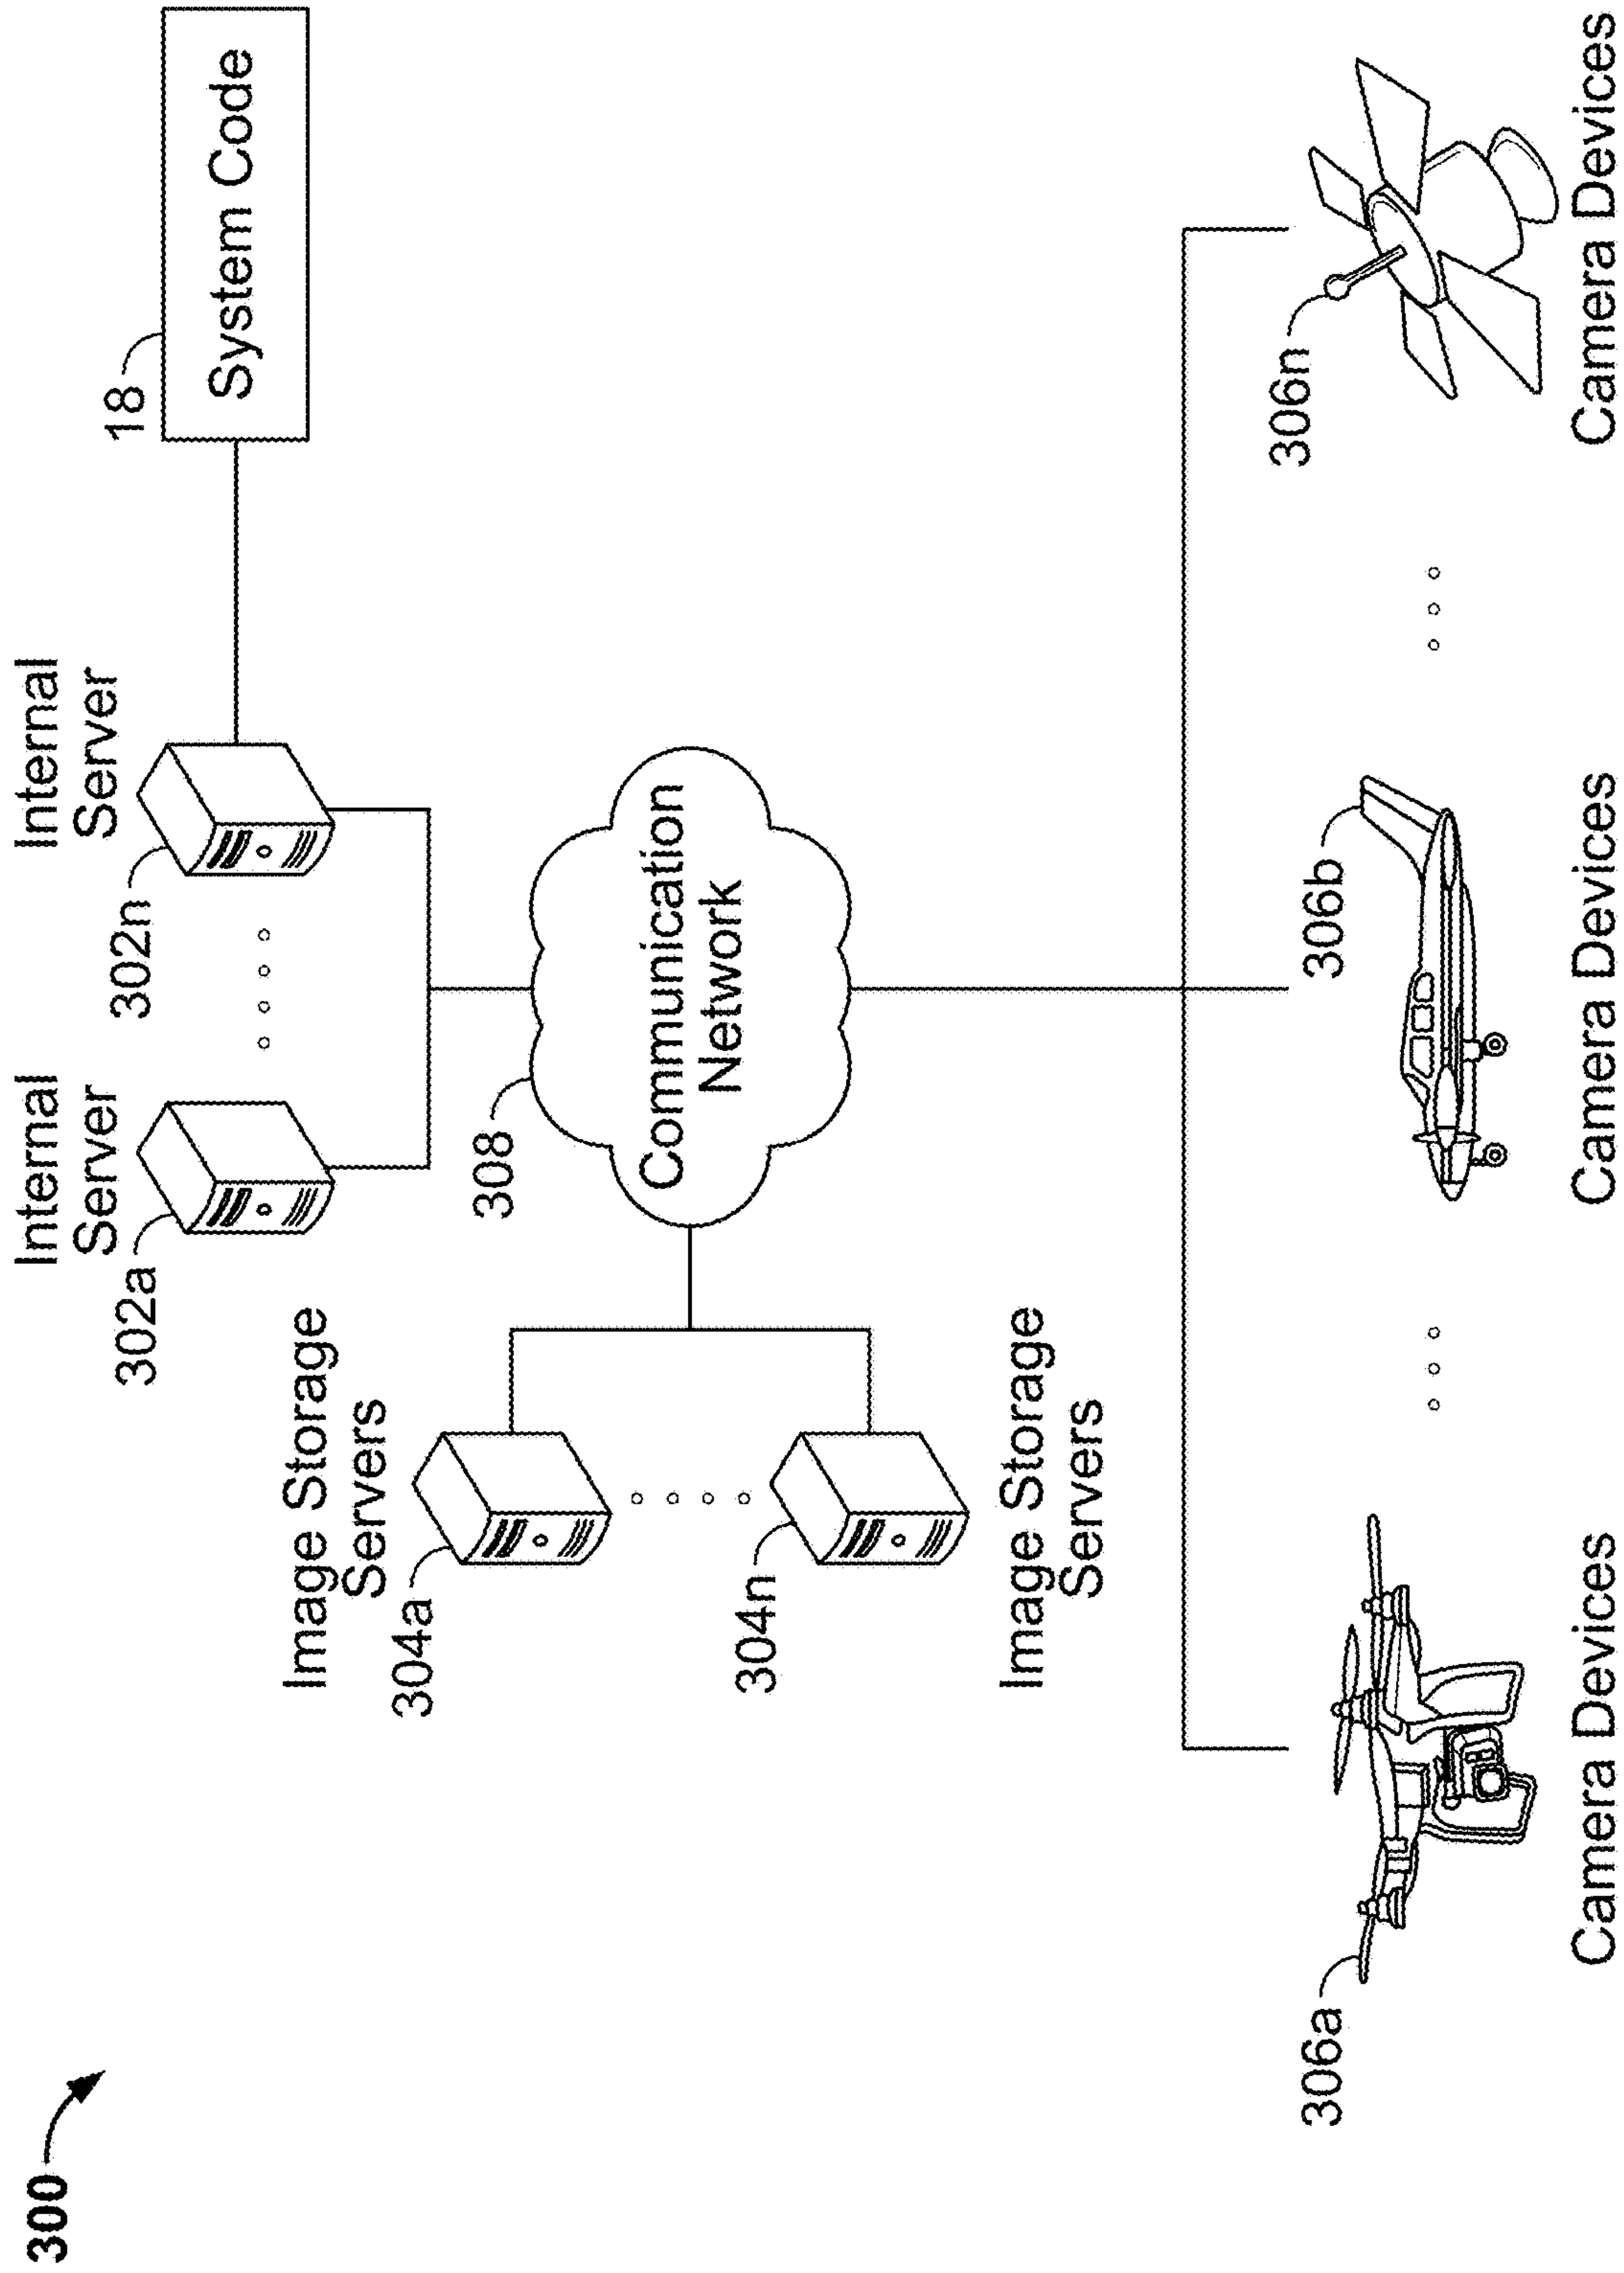 300
Internal
Server
302a
Internal
Server
302n
18
System Code
Image Storage
Servers
304a
304n
Image Storage
Servers
308
Communication
Network
306a
Camera Devices
306b
Camera Devices
306n
Camera Devices